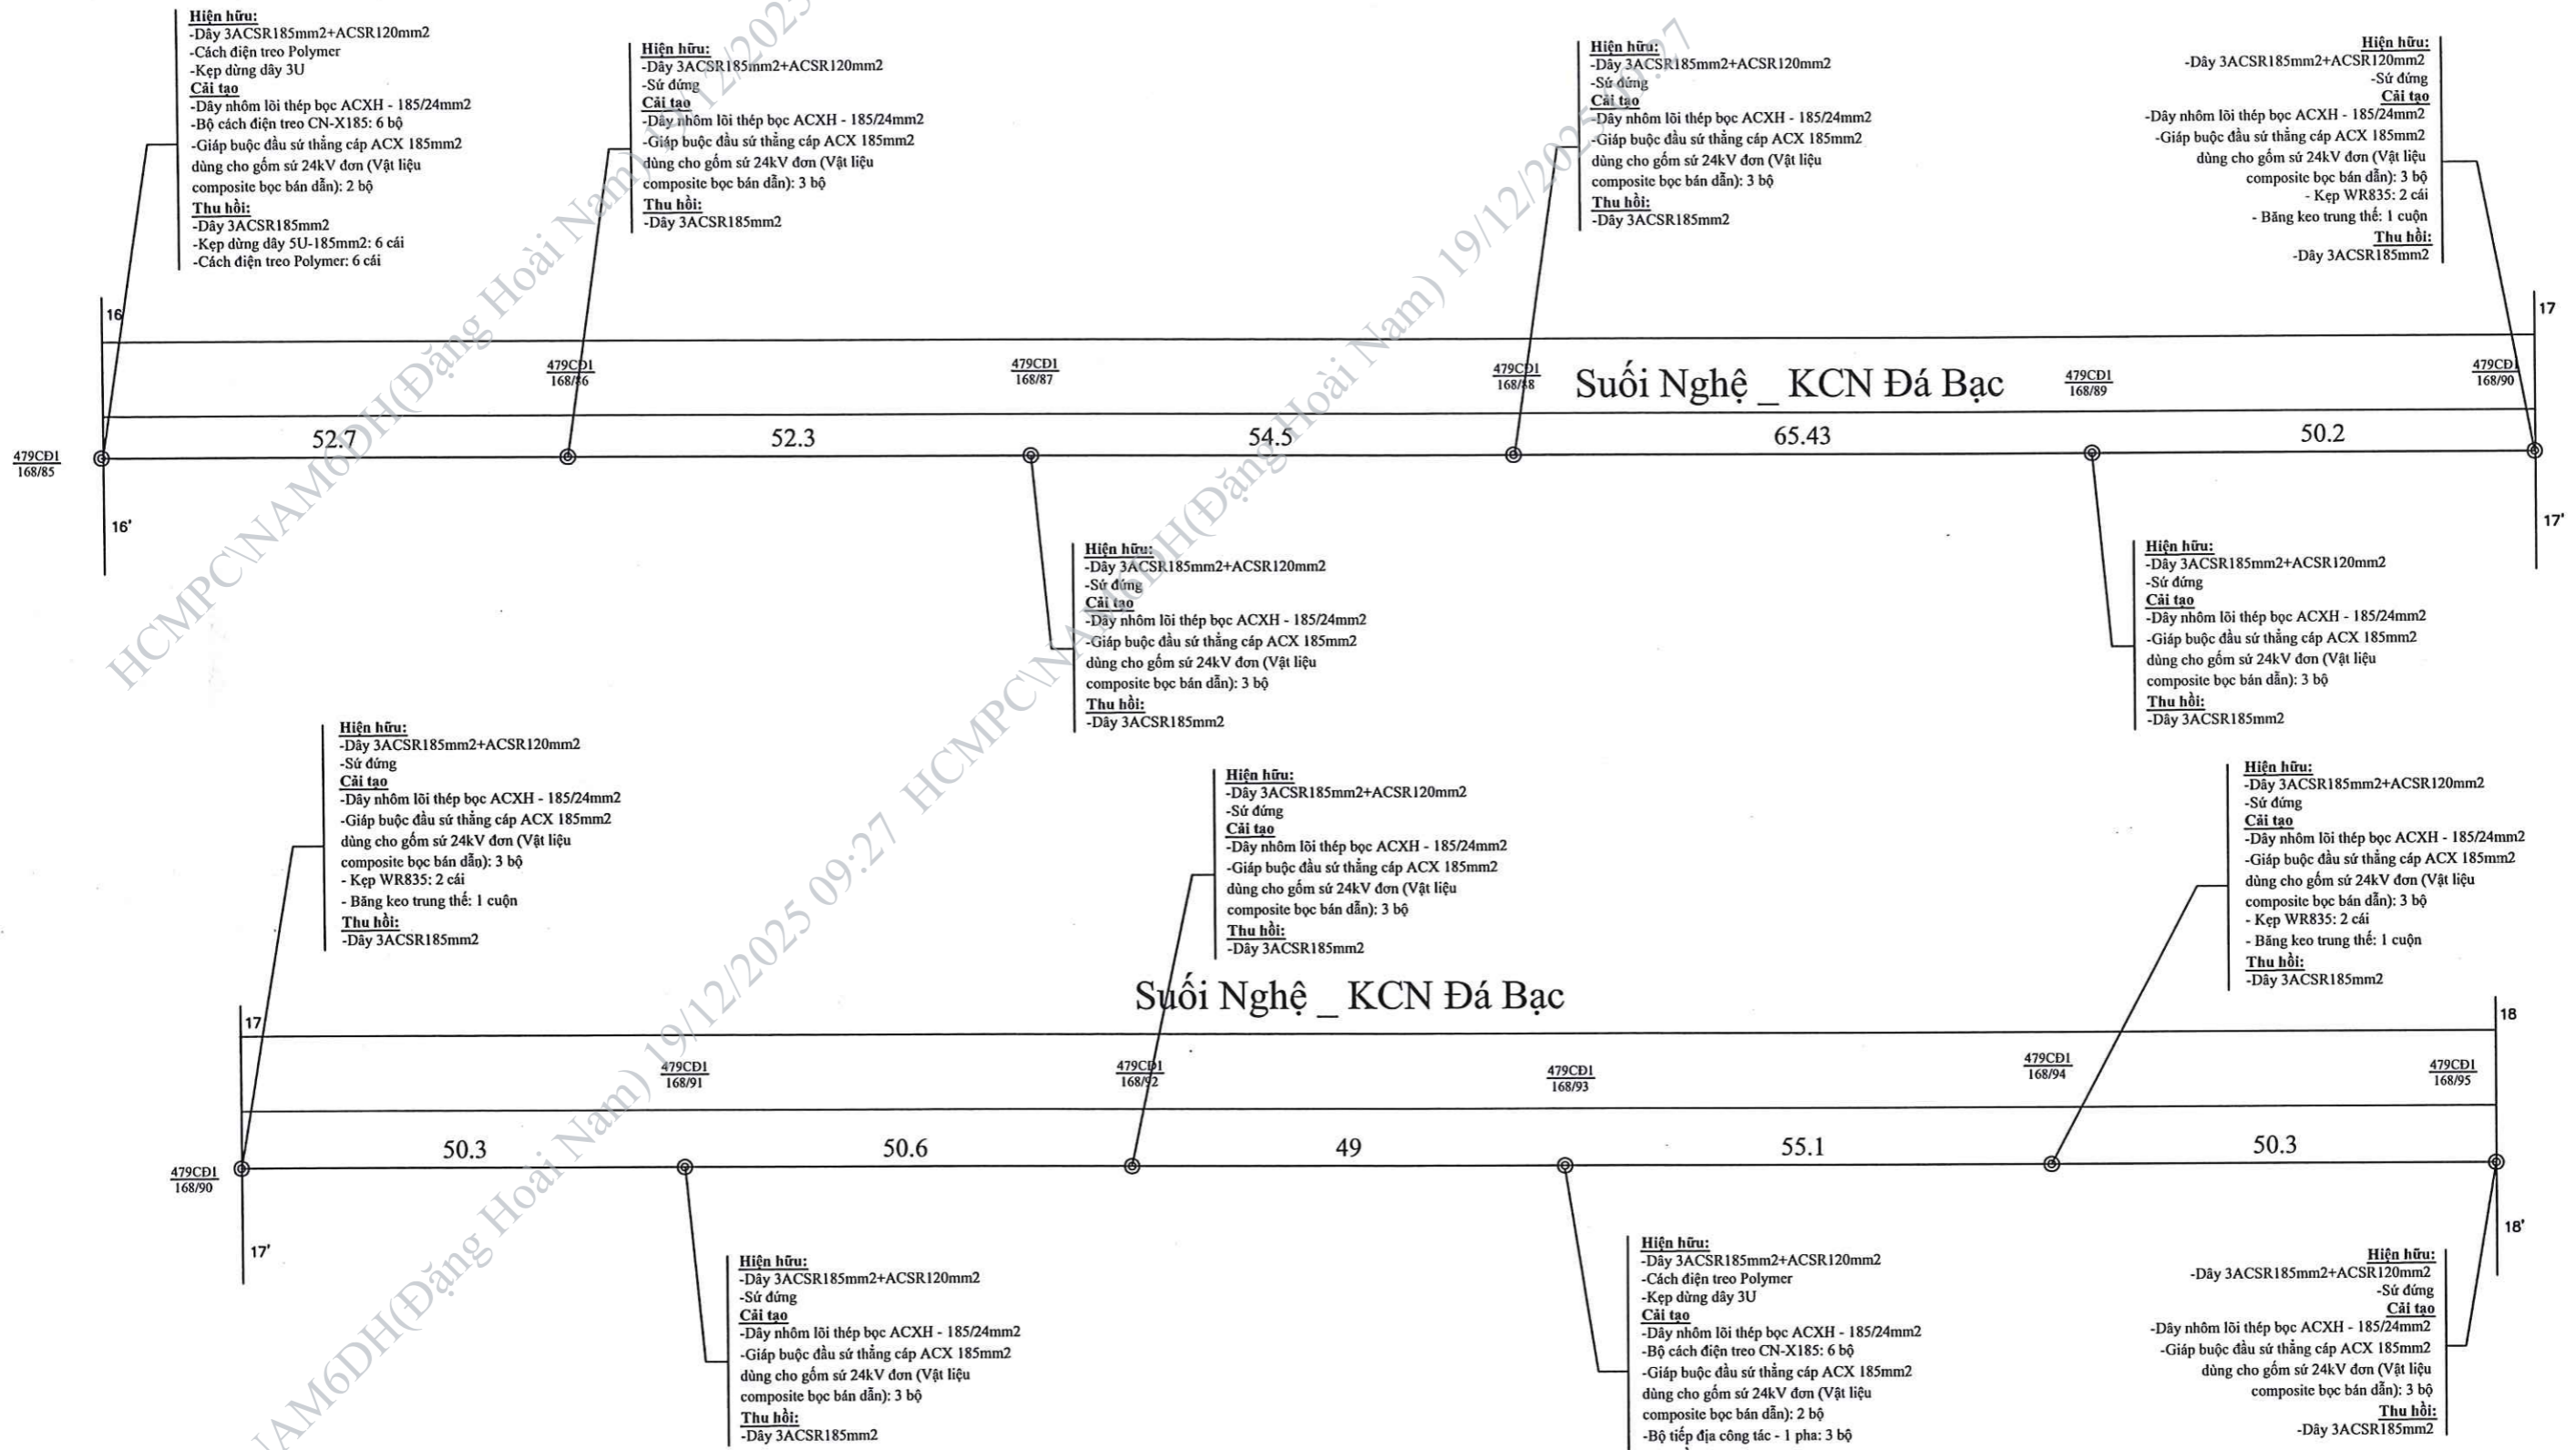 Hiện hữu:
-Dây 3ACSR185mm2+ACSR120mm2
-Cách điện treo Polymer
-Kẹp dừng dây 3U
Cải tạo
-Dây nhôm lõi thép bọc ACXH - 185/24mm2
-Bộ cách điện treo CN-X185: 6 bộ
-Giáp buộc đầu sứ thẳng cáp ACX 185mm2
dùng cho gốm sứ 24kV đơn (Vật liệu
composite bọc bán dẫn): 2 bộ
Thu hồi:
-Dây 3ACSR185mm2
-Kẹp dừng dây 5U-185mm2: 6 cái
-Cách điện treo Polymer: 6 cái
Hiện hữu:
-Dây 3ACSR185mm2+ACSR120mm2
-Sứ đứng
Cải tạo
-Dây nhôm lõi thép bọc ACXH - 185/24mm2
-Giáp buộc đầu sứ thẳng cáp ACX 185mm2
dùng cho gốm sứ 24kV đơn (Vật liệu
composite bọc bán dẫn): 3 bộ
Thu hồi:
-Dây 3ACSR185mm2
Hiện hữu:
-Dây 3ACSR185mm2+ACSR120mm2
-Sứ đứng
Cải tạo
-Dây nhôm lõi thép bọc ACXH - 185/24mm2
-Giáp buộc đầu sứ thẳng cáp ACX 185mm2
dùng cho gốm sứ 24kV đơn (Vật liệu
composite bọc bán dẫn): 3 bộ
Thu hồi:
-Dây 3ACSR185mm2
Hiện hữu:
-Dây 3ACSR185mm2+ACSR120mm2
-Sứ đứng
Cải tạo
-Dây nhôm lõi thép bọc ACXH - 185/24mm2
-Giáp buộc đầu sứ thẳng cáp ACX 185mm2
dùng cho gốm sứ 24kV đơn (Vật liệu
composite bọc bán dẫn): 3 bộ
- Kẹp WR835: 2 cái
- Băng keo trung thế: 1 cuộn
Thu hồi:
-Dây 3ACSR185mm2
16
17
479CĐ1
168/86
479CĐ1
168/87
479CĐ1
168/88
Suối Nghệ _ KCN Đá Bạc
479CĐ1
168/89
479CĐ1
168/90
52.7
52.3
54.5
65.43
50.2
479CĐ1
168/85
16'
17'
Hiện hữu:
-Dây 3ACSR185mm2+ACSR120mm2
-Sứ đứng
Cải tạo
-Dây nhôm lõi thép bọc ACXH - 185/24mm2
-Giáp buộc đầu sứ thẳng cáp ACX 185mm2
dùng cho gốm sứ 24kV đơn (Vật liệu
composite bọc bán dẫn): 3 bộ
Thu hồi:
-Dây 3ACSR185mm2
Hiện hữu:
-Dây 3ACSR185mm2+ACSR120mm2
-Sứ đứng
Cải tạo
-Dây nhôm lõi thép bọc ACXH - 185/24mm2
-Giáp buộc đầu sứ thẳng cáp ACX 185mm2
dùng cho gốm sứ 24kV đơn (Vật liệu
composite bọc bán dẫn): 3 bộ
Thu hồi:
-Dây 3ACSR185mm2
Hiện hữu:
-Dây 3ACSR185mm2+ACSR120mm2
-Sứ đứng
Cải tạo
-Dây nhôm lõi thép bọc ACXH - 185/24mm2
-Giáp buộc đầu sứ thẳng cáp ACX 185mm2
dùng cho gốm sứ 24kV đơn (Vật liệu
composite bọc bán dẫn): 3 bộ
- Kẹp WR835: 2 cái
- Băng keo trung thế: 1 cuộn
Thu hồi:
-Dây 3ACSR185mm2
Hiện hữu:
-Dây 3ACSR185mm2+ACSR120mm2
-Sứ đứng
Cải tạo
-Dây nhôm lõi thép bọc ACXH - 185/24mm2
-Giáp buộc đầu sứ thẳng cáp ACX 185mm2
dùng cho gốm sứ 24kV đơn (Vật liệu
composite bọc bán dẫn): 3 bộ
Thu hồi:
-Dây 3ACSR185mm2
Hiện hữu:
-Dây 3ACSR185mm2+ACSR120mm2
-Sứ đứng
Cải tạo
-Dây nhôm lõi thép bọc ACXH - 185/24mm2
-Giáp buộc đầu sứ thẳng cáp ACX 185mm2
dùng cho gốm sứ 24kV đơn (Vật liệu
composite bọc bán dẫn): 3 bộ
- Kẹp WR835: 2 cái
- Băng keo trung thế: 1 cuộn
Thu hồi:
-Dây 3ACSR185mm2
Suối Nghệ _ KCN Đá Bạc
17
18
479CĐ1
168/91
479CĐ1
168/92
479CĐ1
168/93
479CĐ1
168/94
479CĐ1
168/95
50.3
50.6
49
55.1
50.3
479CĐ1
168/90
17'
18'
Hiện hữu:
-Dây 3ACSR185mm2+ACSR120mm2
-Sứ đứng
Cải tạo
-Dây nhôm lõi thép bọc ACXH - 185/24mm2
-Giáp buộc đầu sứ thẳng cáp ACX 185mm2
dùng cho gốm sứ 24kV đơn (Vật liệu
composite bọc bán dẫn): 3 bộ
Thu hồi:
-Dây 3ACSR185mm2
Hiện hữu:
-Dây 3ACSR185mm2+ACSR120mm2
-Cách điện treo Polymer
-Kẹp dừng dây 3U
Cải tạo
-Dây nhôm lõi thép bọc ACXH - 185/24mm2
-Bộ cách điện treo CN-X185: 6 bộ
-Giáp buộc đầu sứ thẳng cáp ACX 185mm2
dùng cho gốm sứ 24kV đơn (Vật liệu
composite bọc bán dẫn): 2 bộ
-Bộ tiếp địa công tác - 1 pha: 3 bộ
Hiện hữu:
-Dây 3ACSR185mm2+ACSR120mm2
-Sứ đứng
Cải tạo
-Dây nhôm lõi thép bọc ACXH - 185/24mm2
-Giáp buộc đầu sứ thẳng cáp ACX 185mm2
dùng cho gốm sứ 24kV đơn (Vật liệu
composite bọc bán dẫn): 3 bộ
Thu hồi:
-Dây 3ACSR185mm2
HCMPC\NAM6DH(Đặng Hoài Nam) 19/12/2025
NAM6DH(Đặng Hoài Nam) 19/12/2025 09:27 HCMPC\NAM6DH(Đặng Hoài Nam) 19/12/2025 09:27